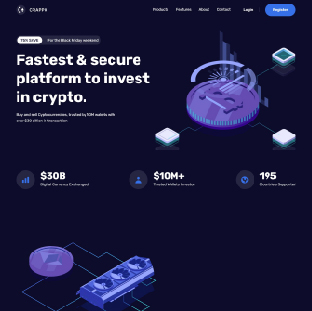 CRAPPO
Products Features About Contact Login Register
75% SAVE For the Black Friday weekend
Fastest & secure
platform to invest
in crypto.
Buy and sell Cryptocurrencies, trusted by 10M wallets with
over $30 billion in transactions.
$30B
Digital Currency Exchanged
$10M+
Trusted Wallets Investor
195
Countries Supported